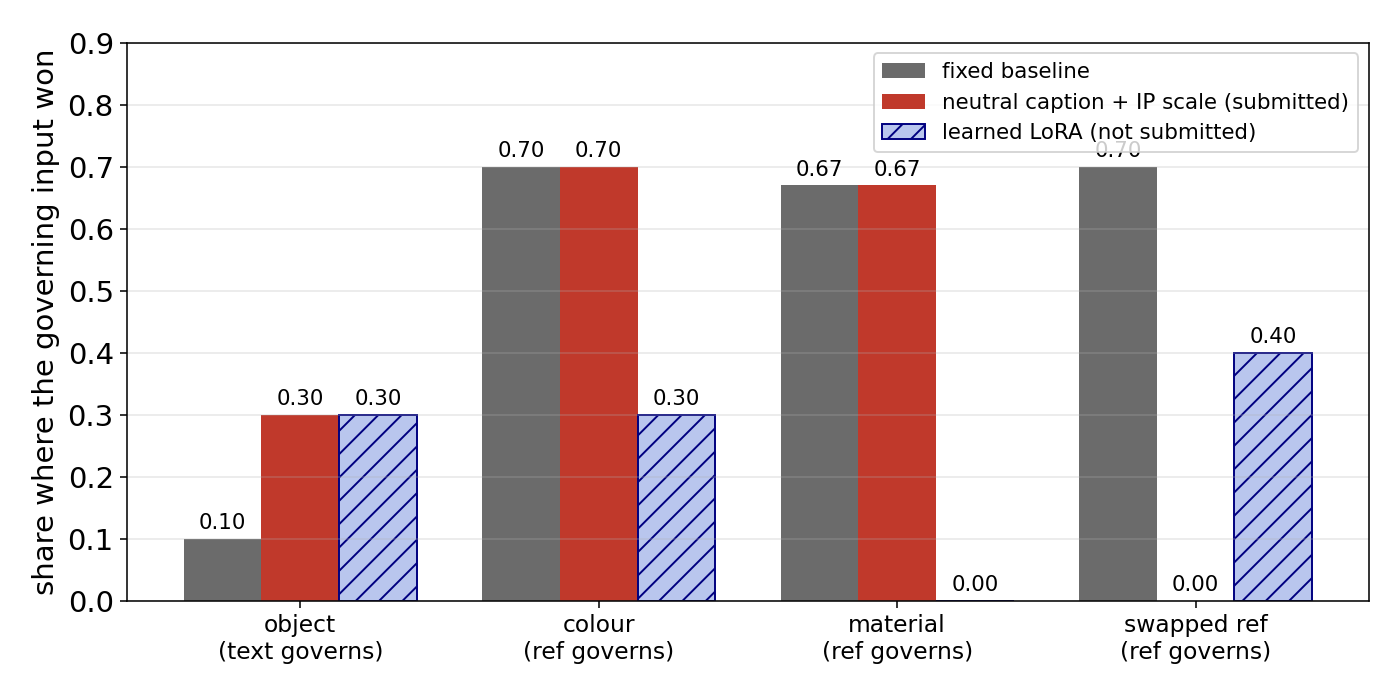 share where the governing input won
0.9
0.8
0.7
0.6
0.5
0.4
0.3
0.2
0.1
0.0
fixed baseline
neutral caption + IP scale (submitted)
learned LoRA (not submitted)
0.10
0.30
0.30
0.70
0.70
0.30
0.67
0.67
0.00
0.70
0.00
0.40
object
(text governs)
colour
(ref governs)
material
(ref governs)
swapped ref
(ref governs)